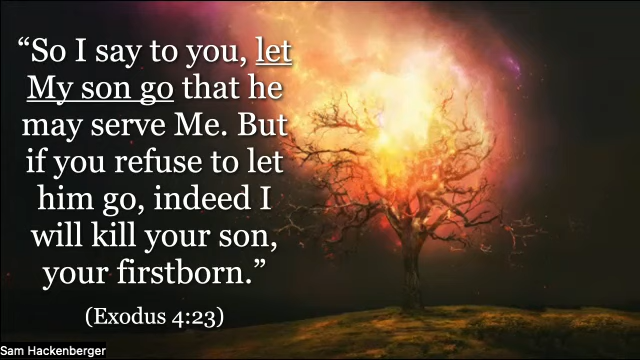 “So I say to you, let
My son go that he
may serve Me. But
if you refuse to let
him go, indeed I
will kill your son,
your firstborn.”
(Exodus 4:23)
Sam Hackenberger